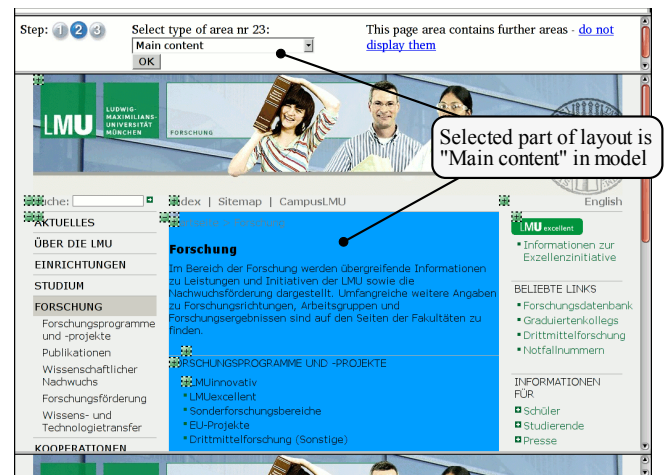 Step: 1 2 3
Select type of area nr 23:
Main content
OK
This page area contains further areas - do not
display them
LMU
LUDWIG-
MAXIMILIANS-
UNIVERSITÄT
MÜNCHEN
FORSCHUNG
Selected part of layout is
"Main content" in model
uche:
dex | Sitemap | CampusLMU
English
AKTUELLES
ÜBER DIE LMU
EINRICHTUNGEN
STUDIUM
FORSCHUNG
Forschungsprogramme
und -projekte
Publikationen
Wissenschaftlicher
Nachwuchs
Forschungsförderung
Wissens- und
Technologietransfer
KOOPERATIONEN
Forschung
Im Bereich der Forschung werden übergreifende Informationen
zu Leistungen und Initiativen der LMU sowie die
Nachwuchsförderung dargestellt. Umfangreiche weitere Angaben
zu Forschungsrichtungen, Arbeitsgruppen und
Forschungsergebnissen sind auf den Seiten der Fakultäten zu
finden.
RSCHUNGSPROGRAMME UND -PROJEKTE
LMUinnovativ
LMUexcellent
Sonderforschungsbereiche
EU-Projekte
Drittmittelforschung (Sonstige)
LMU excellent
Informationen zur
Exzellenzinitiative
BELIEBTE LINKS
Forschungsdatenbank
Graduiertenkollegs
Drittmittelforschung
Notfallnummern
INFORMATIONEN
FÜR
Schüler
Studierende
Presse